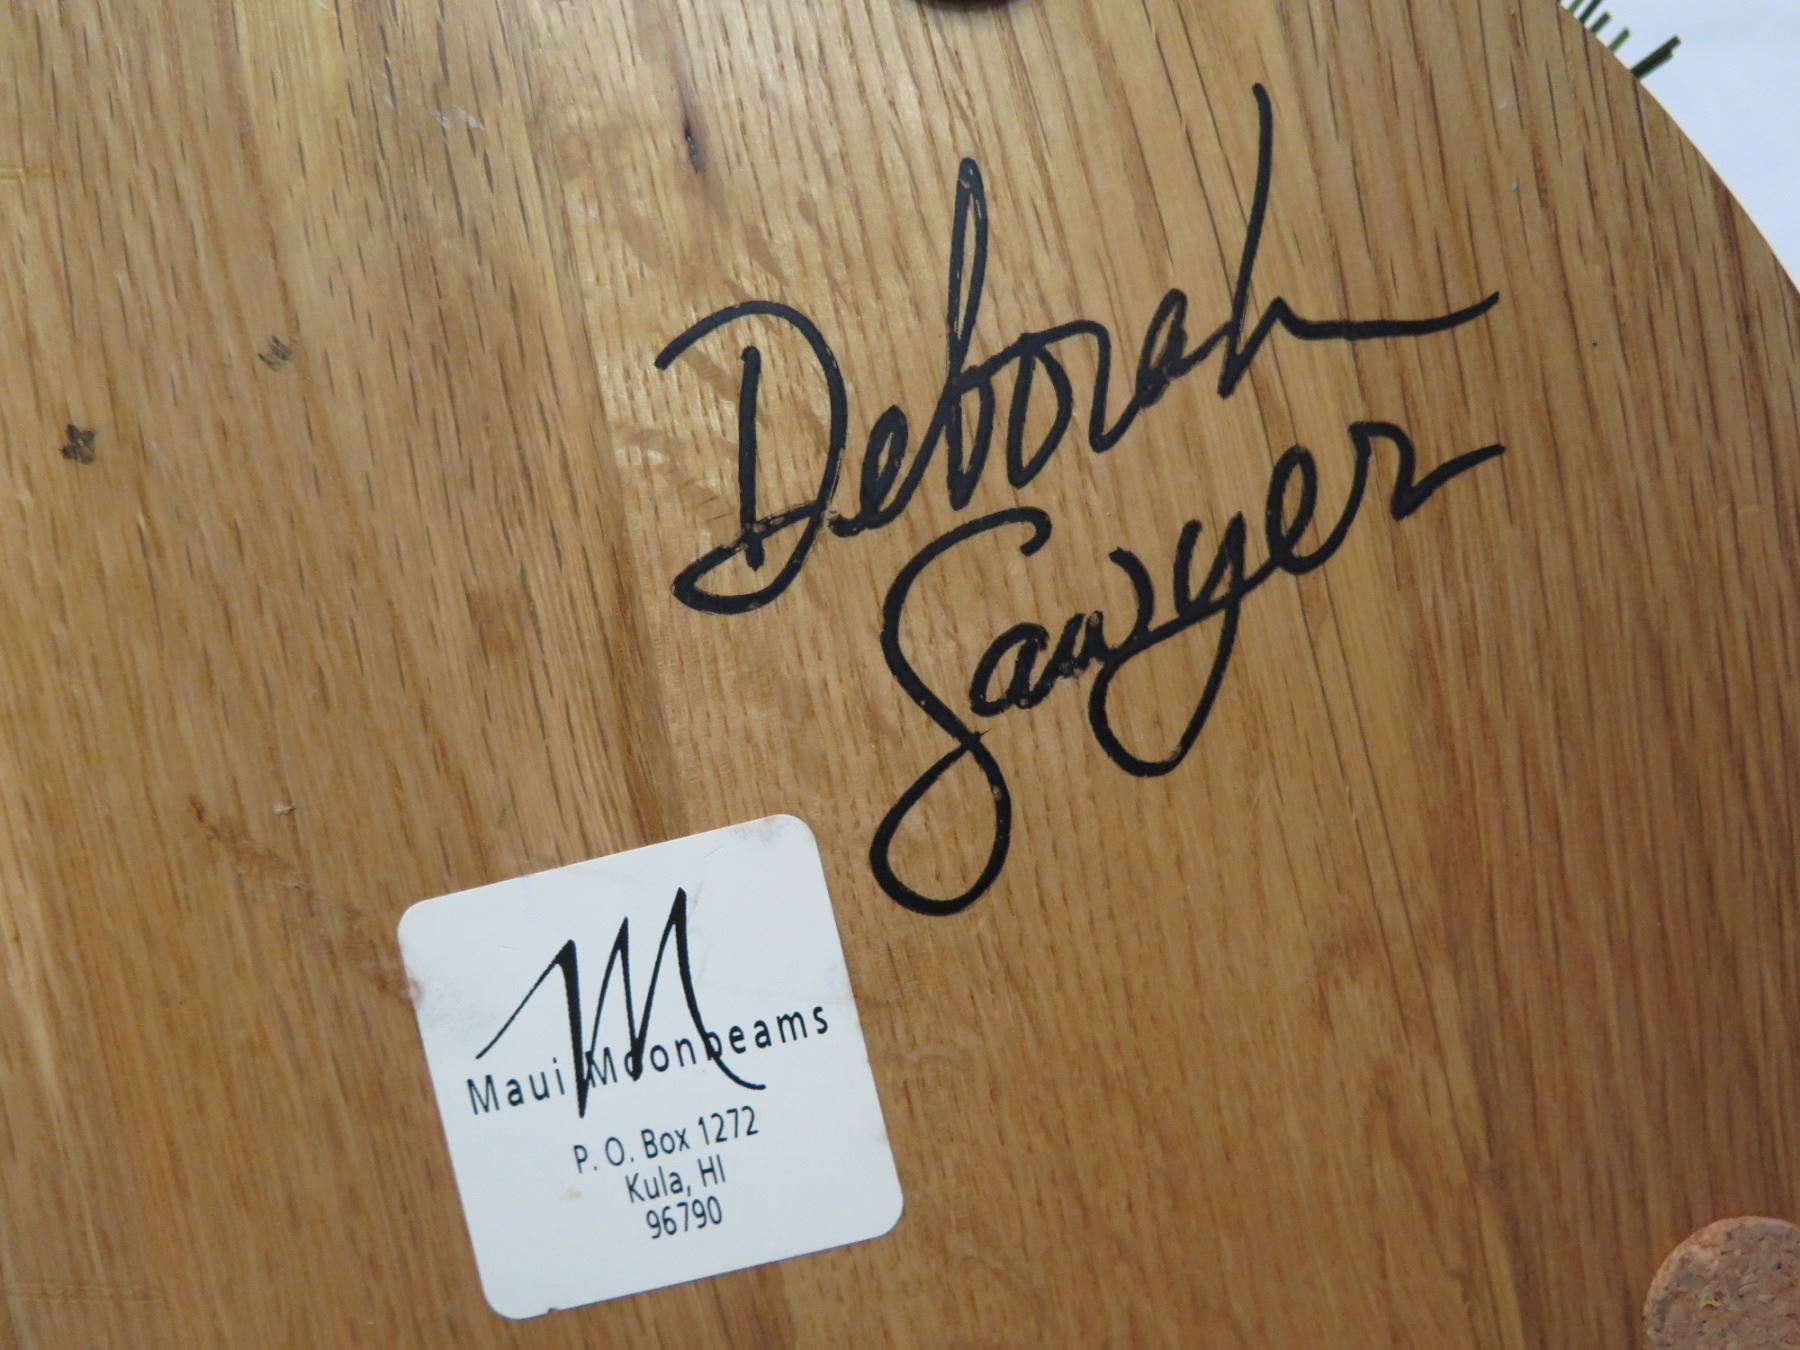 Deborah
Sawyer
M
Maui Moonbeams
P. O. Box 1272
Kula, HI
96790